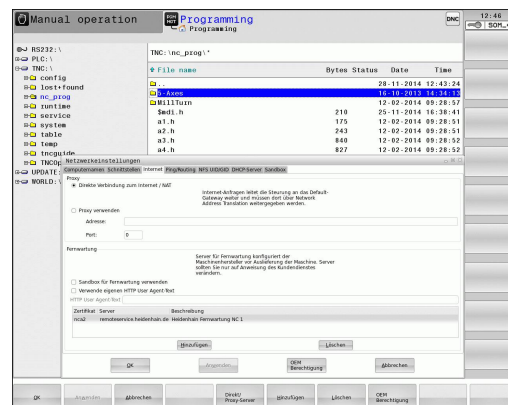 Manual operation
PGM MGT
Programming
Programming
DNC
12:46
SOM_
RS232:\
PLC:\
TNC:\
config
lost+found
nc_prog
runtime
service
system
table
temp
tncguide
TNCOp
UPDATE:
WORLD:\
TNC:\nc_prog\*
File name Bytes Status Date Time
.. 28-11-2014 12:43:24
5-Axes 16-10-2013 14:34:13
MillTurn 12-02-2014 09:28:57
$mdi.h 210 25-11-2014 16:38:41
a1.h 175 12-02-2014 09:28:51
a2.h 243 12-02-2014 09:28:51
a3.h 840 12-02-2014 09:28:52
a4.h 827 12-02-2014 09:28:52
Netzwerkeinstellungen
Computernamen Schnittstellen Internet Ping/Routing NFS UID/GID DHCP-Server Sandbox
Proxy
Direkte Verbindung zum Internet / NAT
Internet-Anfragen leitet die Steuerung an das Default-
Gateway weiter und müssen dort über Network
Address Translation weitergegeben werden.
Proxy verwenden
Adresse:
Port: 0
Fernwartung
Server für Fernwartung konfiguriert der
Maschinenhersteller vor Auslieferung der Maschine. Server
sollten Sie nur auf Anweisung des Kundendienstes
verändern.
Sandbox für Fernwartung verwenden
Verwende eigenen HTTP User Agent-Text
HTTP User Agent-Text
Zertifikat Server Beschreibung
nca2 remoteservice.heidenhain.de Heidenhain Fernwartung NC 1
Hinzufügen Löschen
OK Anwenden OEM Berechtigung Abbrechen
OK Anwenden Abbrechen Direkt/ Proxy-Server Hinzufügen Löschen OEM Berechtigung